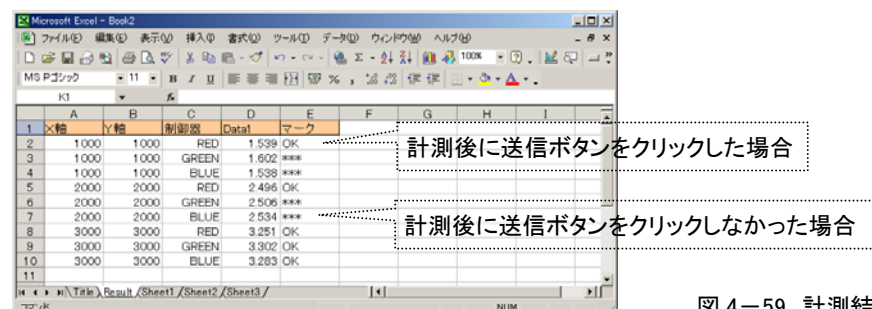 Microsoft Excel - Book2
ファイル(F) 編集(E) 表示(V) 挿入(I) 書式(O) ツール(T) データ(D) ウィンドウ(W) ヘルプ(H)
MS Pゴシック 11 B I U
100%
K1 fx
A B C D E F G H I
1 X軸 Y軸 制御器 Data1 マーク
2 1000 1000 RED 1.539 OK
3 1000 1000 GREEN 1.602 ***
4 1000 1000 BLUE 1.538 ***
5 2000 2000 RED 2.496 OK
6 2000 2000 GREEN 2.506 ***
7 2000 2000 BLUE 2.534 ***
8 3000 3000 RED 3.251 OK
9 3000 3000 GREEN 3.302 OK
10 3000 3000 BLUE 3.283 OK
11
計測後に送信ボタンをクリックした場合
計測後に送信ボタンをクリックしなかった場合
Title Result Sheet1 Sheet2 Sheet3
コマンド NUM
図 4-59 計測結